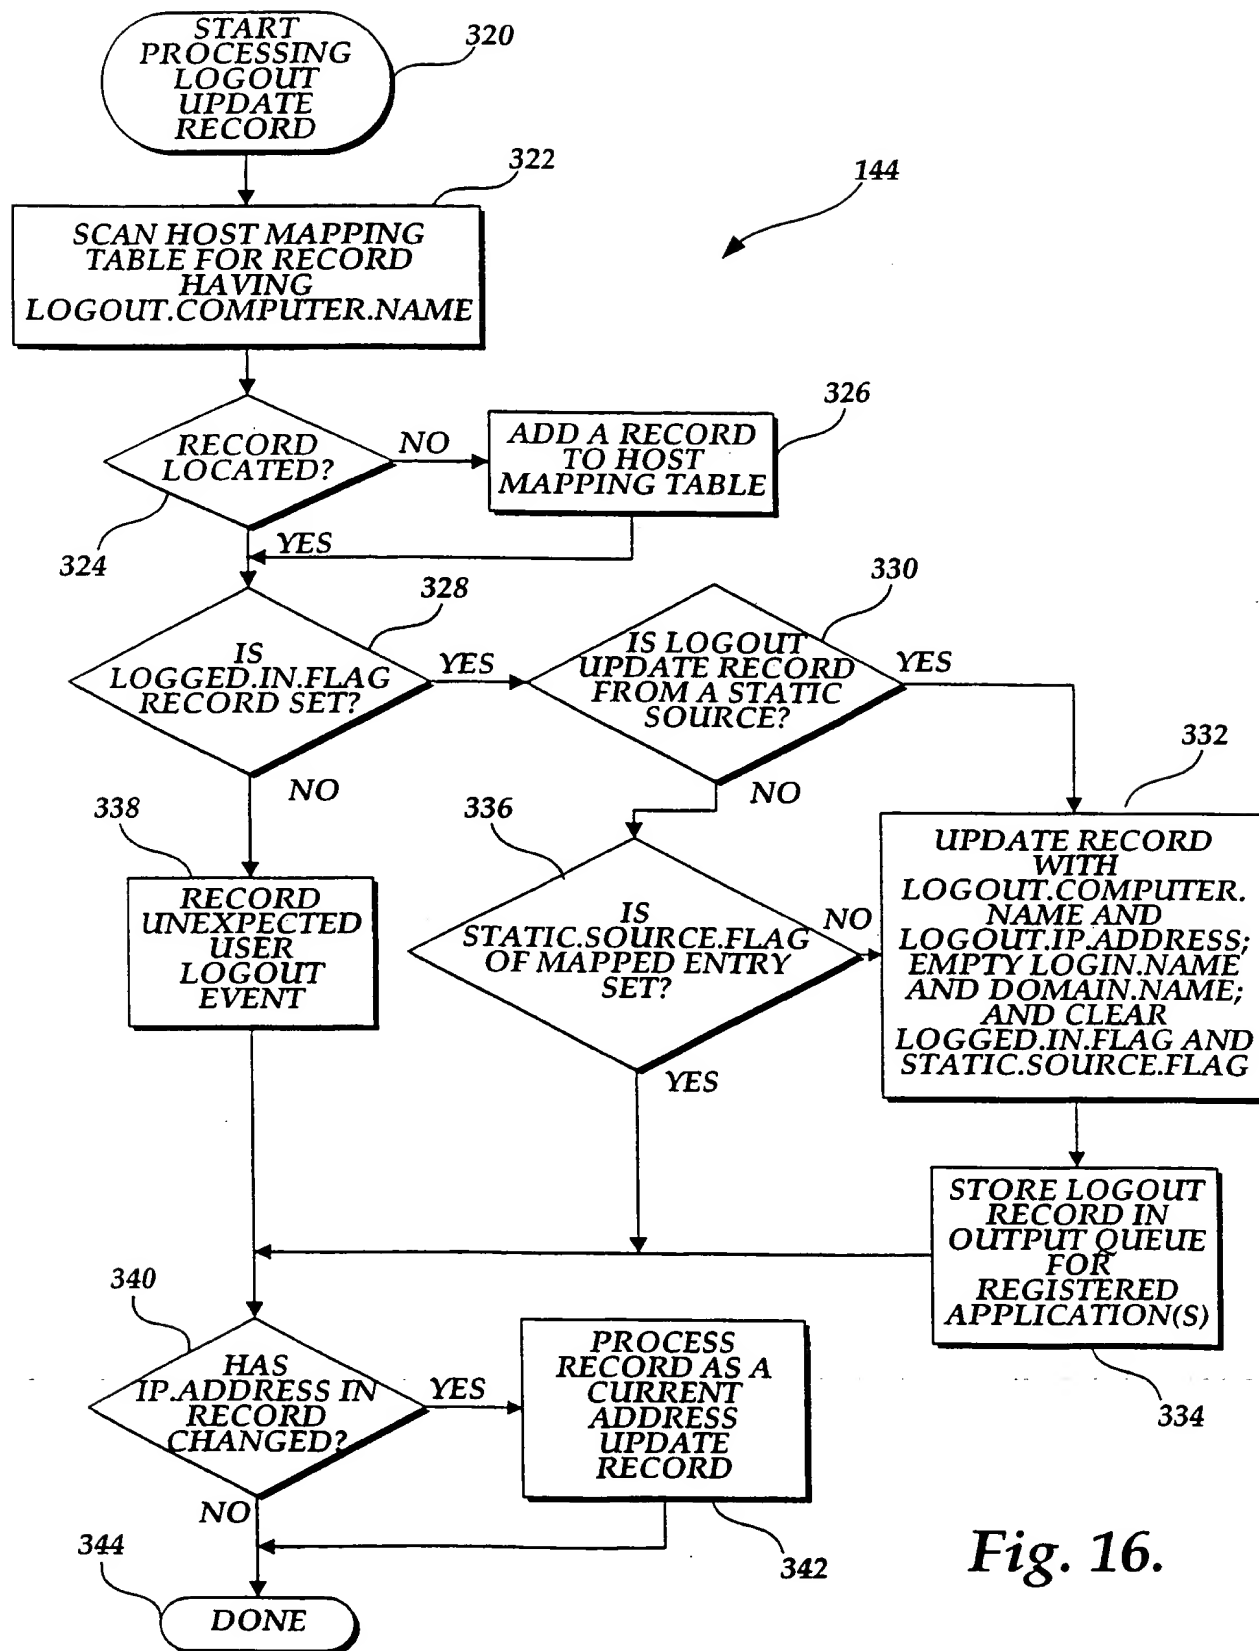 START
PROCESSING
LOGOUT
UPDATE
RECORD
320
322
144
SCAN HOST MAPPING
TABLE FOR RECORD
HAVING
LOGOUT.COMPUTER.NAME
326
RECORD
LOCATED?
NO
ADD A RECORD
TO HOST
MAPPING TABLE
324
YES
328
330
IS
LOGGED.IN.FLAG
RECORD SET?
YES
IS LOGOUT
UPDATE RECORD
FROM A STATIC
SOURCE?
YES
332
NO
NO
338
336
RECORD
UNEXPECTED
USER
LOGOUT
EVENT
IS
STATIC.SOURCE.FLAG
OF MAPPED ENTRY
SET?
NO
UPDATE RECORD
WITH
LOGOUT.COMPUTER.
NAME AND
LOGOUT.IP.ADDRESS;
EMPTY LOGIN.NAME
AND DOMAIN.NAME;
AND CLEAR
LOGGED.IN.FLAG AND
STATIC.SOURCE.FLAG
YES
STORE LOGOUT
RECORD IN
OUTPUT QUEUE
FOR
REGISTERED
APPLICATION(S)
334
340
HAS
IP.ADDRESS IN
RECORD
CHANGED?
YES
PROCESS
RECORD AS A
CURRENT
ADDRESS
UPDATE
RECORD
NO
342
344
DONE
Fig. 16.